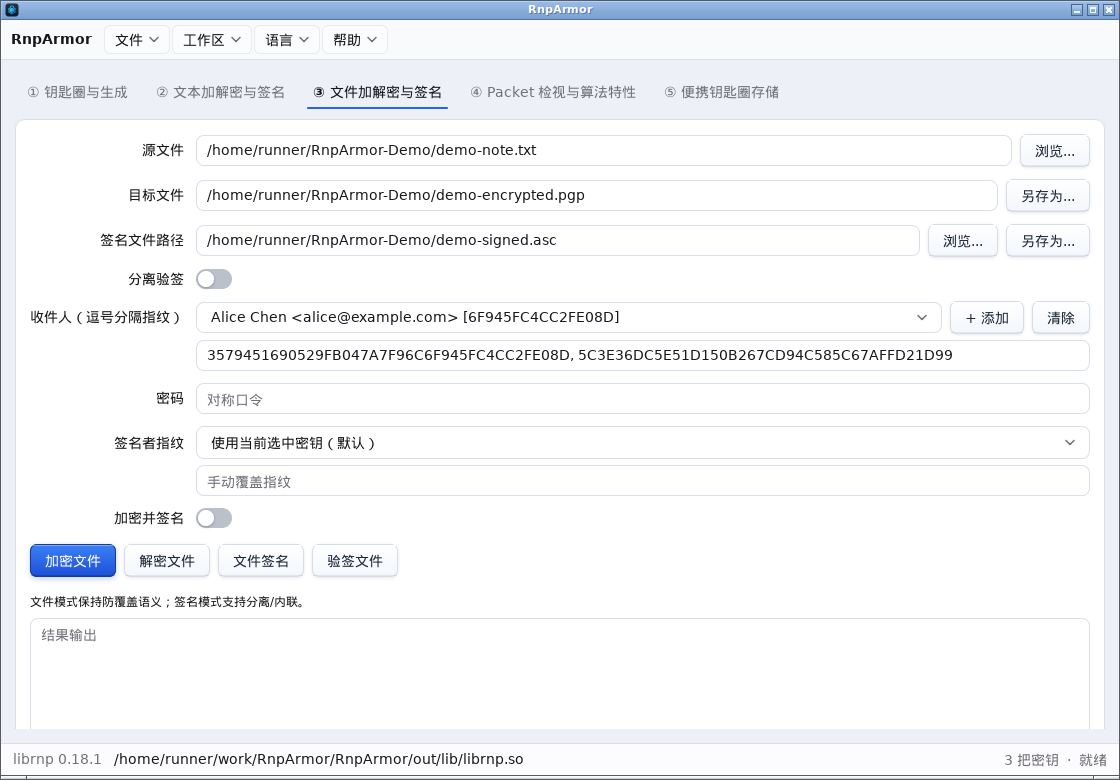 RnpArmor
RnpArmor 文件 工作区 语言 帮助
① 钥匙圈与生成 ② 文本加解密与签名 ③ 文件加解密与签名 ④ Packet 检视与算法特性 ⑤ 便携钥匙圈存储
源文件 /home/runner/RnpArmor-Demo/demo-note.txt 浏览...
目标文件 /home/runner/RnpArmor-Demo/demo-encrypted.pgp 另存为...
签名文件路径 /home/runner/RnpArmor-Demo/demo-signed.asc 浏览... 另存为...
分离验签
收件人（逗号分隔指纹） Alice Chen <alice@example.com> [6F945FC4CC2FE08D] + 添加 清除
3579451690529FB047A7F96C6F945FC4CC2FE08D, 5C3E36DC5E51D150B267CD94C585C67AFFD21D99
密码 对称口令
签名者指纹 使用当前选中密钥（默认）
手动覆盖指纹
加密并签名
加密文件 解密文件 文件签名 验签文件
文件模式保持防覆盖语义；签名模式支持分离/内联。
结果输出
librnp 0.18.1 /home/runner/work/RnpArmor/RnpArmor/out/lib/librnp.so 3 把密钥 · 就绪